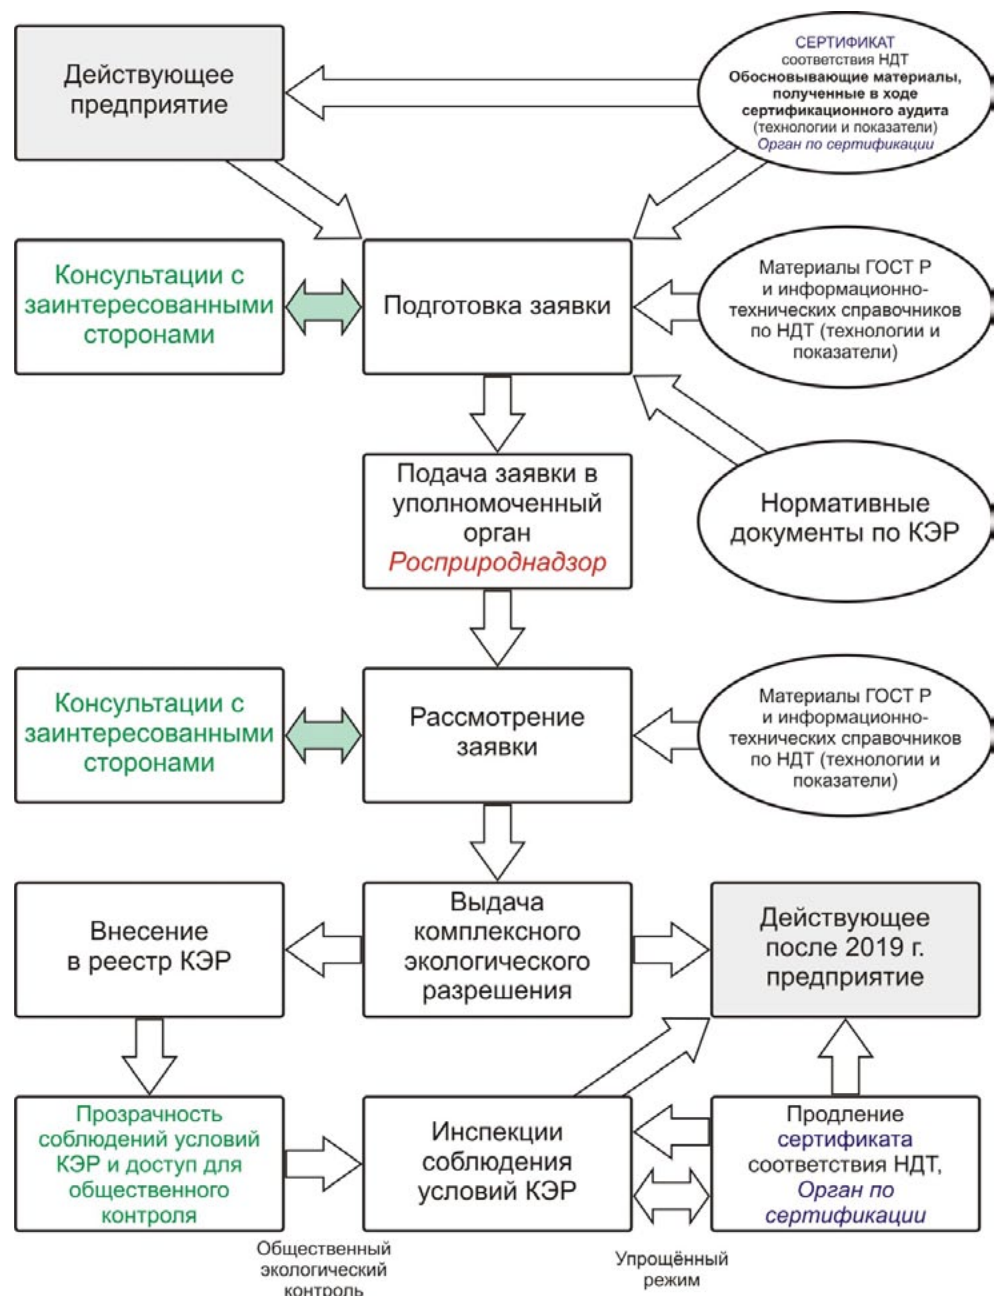 Действующее
предприятие
СЕРТИФИКАТ
соответствия НДТ
Обосновывающие материалы,
полученные в ходе
сертификационного аудита
(технологии и показатели)
Орган по сертификации
Консультации с
заинтересованными
сторонами
Подготовка заявки
Материалы ГОСТ Р
и информационно-
технических справочников
по НДТ (технологии и
показатели)
Подача заявки в
уполномоченный
орган
Росприроднадзор
Нормативные
документы по КЭР
Консультации с
заинтересованными
сторонами
Рассмотрение
заявки
Материалы ГОСТ Р
и информационно-
технических справочников
по НДТ (технологии и
показатели)
Внесение
в реестр КЭР
Выдача
комплексного
экологического
разрешения
Действующее
после 2019 г.
предприятие
Прозрачность
соблюдений условий
КЭР и доступ для
общественного
контроля
Инспекции
соблюдения
условий КЭР
Продление
сертификата
соответствия НДТ,
Орган по
сертификации
Общественный
экологический
контроль
Упрощённый
режим